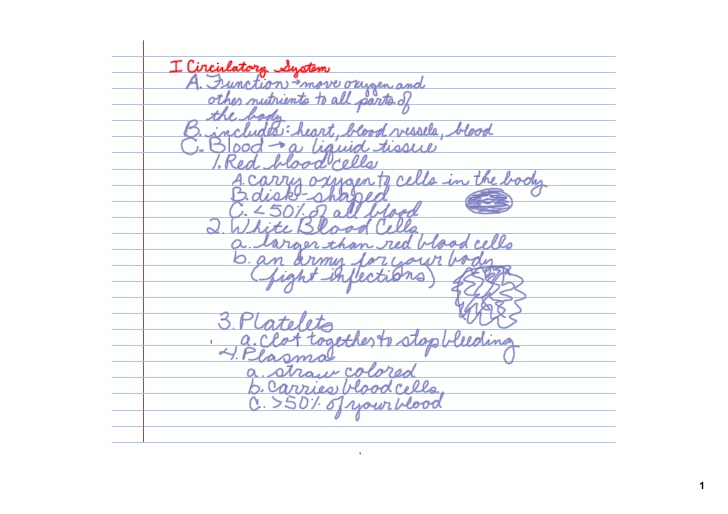 I Circulatory System
A. Function → move oxygen and
other nutrients to all parts of
the body
B. includes: heart, blood vessels, blood
C. Blood → a liquid tissue
1. Red blood cells
A. carry oxygen to cells in the body
B. disk-shaped
C. <50% of all blood
2. White Blood Cells
a. larger than red blood cells
b. an army for your body
(fight infections)
3. Platelets
a. clot together to stop bleeding
4. Plasma
a. straw colored
b. carries blood cells
c. >50% of your blood
1